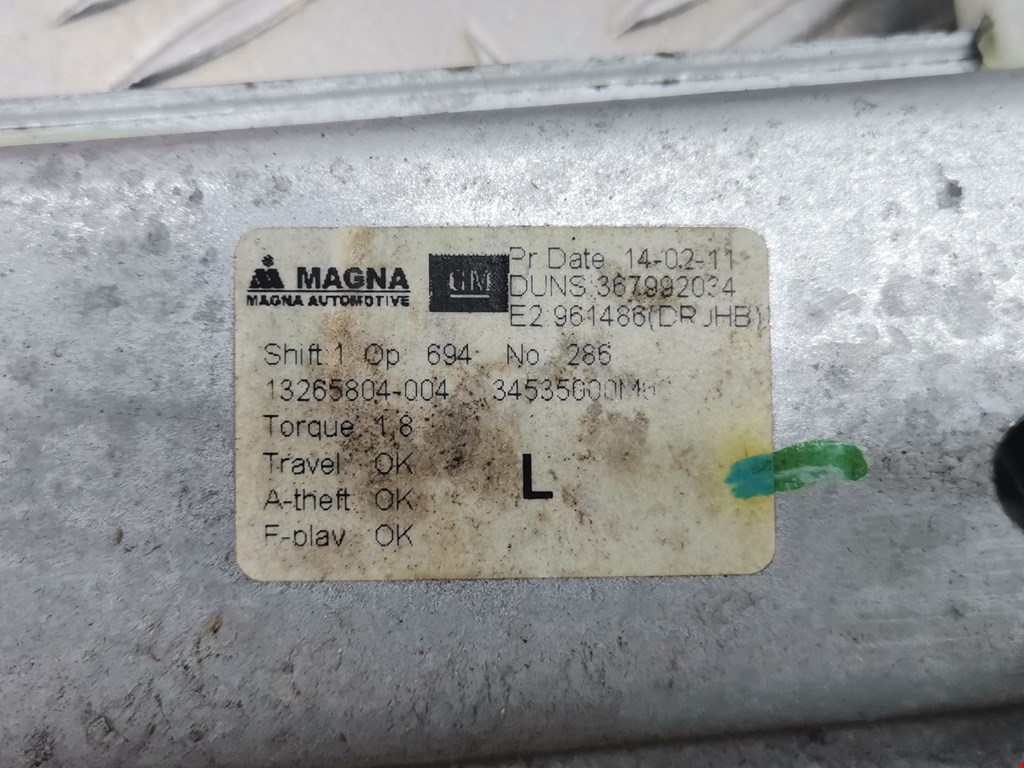 MAGNA
MAGNA AUTOMOTIVE
GM
Pr.Date 14-02-11
DUNS 367992034
E2 961486(DRJHB)
Shift 1 Op. 694 No. 286
13265804-004
Torque 1,8
Travel OK
A-theft OK
F-play OK
L